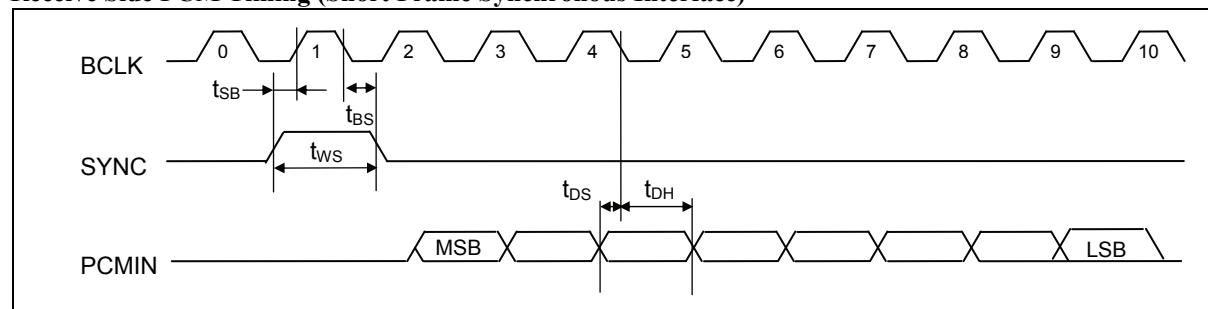 Receive Side PCM Timing (Short Frame Synchronous Interface)
BCLK 0 1 2 3 4 5 6 7 8 9 10
tSB
tBS
SYNC
tWS
tDS tDH
PCMIN MSB LSB